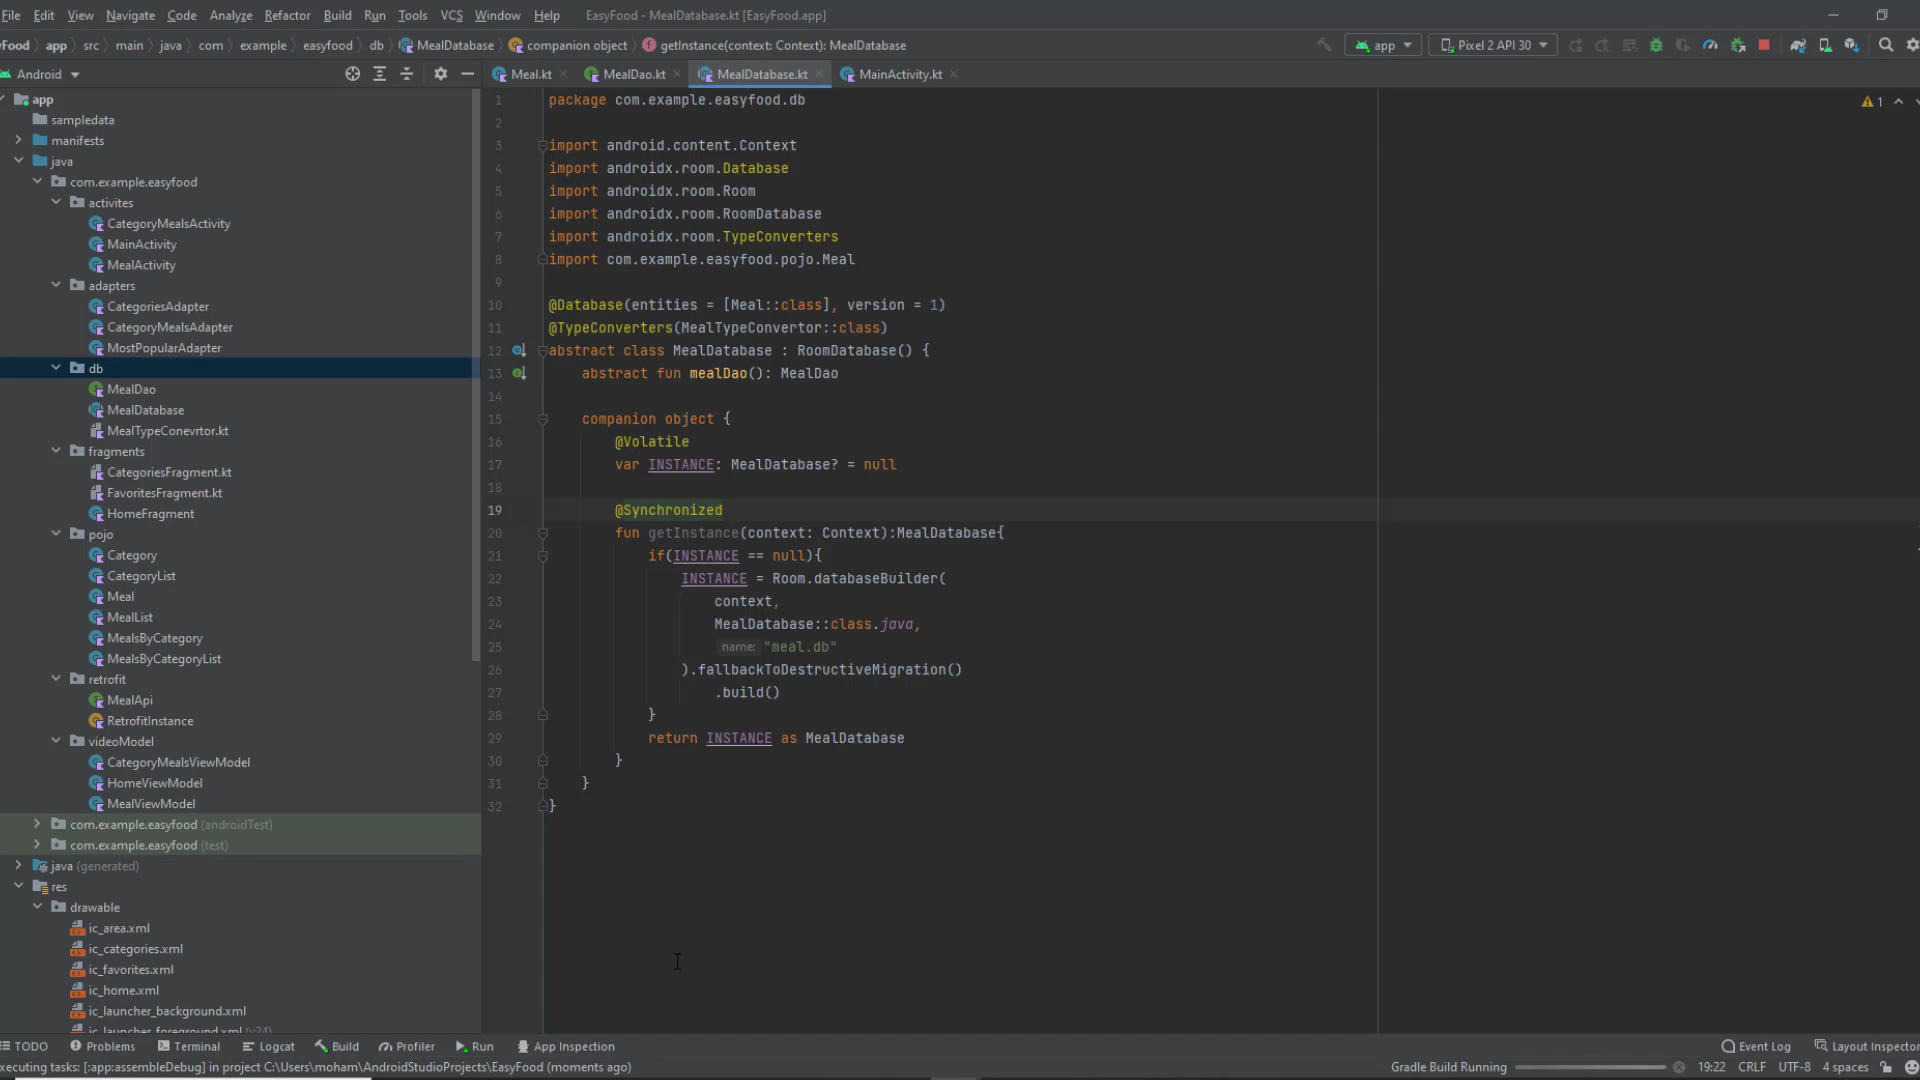 File Edit View Navigate Code Analyze Refactor Build Run Tools VCS Window Help EasyFood - MealDatabase.kt [EasyFood.app]
Food app src main java com example easyfood db MealDatabase companion object getInstance(context: Context): MealDatabase app Pixel 2 API 30
Android Meal.kt MealDao.kt MealDatabase.kt MainActivity.kt
app
sampledata
manifests
java
com.example.easyfood
activites
CategoryMealsActivity
MainActivity
MealActivity
adapters
CategoriesAdapter
CategoryMealsAdapter
MostPopularAdapter
db
MealDao
MealDatabase
MealTypeConevrtor.kt
fragments
CategoriesFragment.kt
FavoritesFragment.kt
HomeFragment
pojo
Category
CategoryList
Meal
MealList
MealsByCategory
MealsByCategoryList
retrofit
MealApi
RetrofitInstance
videoModel
CategoryMealsViewModel
HomeViewModel
MealViewModel
com.example.easyfood (androidTest)
com.example.easyfood (test)
java (generated)
res
drawable
ic_area.xml
ic_categories.xml
ic_favorites.xml
ic_home.xml
ic_launcher_background.xml
ic_launcher_foreground.xml (v24)
1 package com.example.easyfood.db
2
3 import android.content.Context
4 import androidx.room.Database
5 import androidx.room.Room
6 import androidx.room.RoomDatabase
7 import androidx.room.TypeConverters
8 import com.example.easyfood.pojo.Meal
9
10 @Database(entities = [Meal::class], version = 1)
11 @TypeConverters(MealTypeConvertor::class)
12 abstract class MealDatabase : RoomDatabase() {
13 abstract fun mealDao(): MealDao
14
15 companion object {
16 @Volatile
17 var INSTANCE: MealDatabase? = null
18
19 @Synchronized
20 fun getInstance(context: Context):MealDatabase{
21 if(INSTANCE == null){
22 INSTANCE = Room.databaseBuilder(
23 context,
24 MealDatabase::class.java,
25 name: "meal.db"
26 ).fallbackToDestructiveMigration()
27 .build()
28 }
29 return INSTANCE as MealDatabase
30 }
31 }
32 }
1
TODO Problems Terminal Logcat Build Profiler Run App Inspection Event Log Layout Inspector
xecuting tasks: [:app:assembleDebug] in project C:\Users\moham\AndroidStudioProjects\EasyFood (moments ago) Gradle Build Running 19:22 CRLF UTF-8 4 spaces